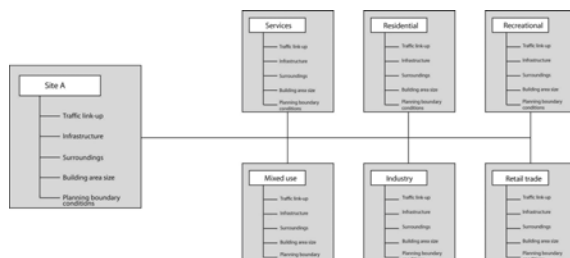 Services
Traffic link-up
Infrastructure
Surroundings
Building area size
Planning boundary
conditions
Residential
Traffic link-up
Infrastructure
Surroundings
Building area size
Planning boundary
conditions
Recreational
Traffic link-up
Infrastructure
Surroundings
Building area size
Planning boundary
conditions
Site A
Traffic link-up
Infrastructure
Surroundings
Building area size
Planning boundary
conditions
Mixed use
Traffic link-up
Infrastructure
Surroundings
Building area size
Planning boundary
Industry
Traffic link-up
Infrastructure
Surroundings
Building area size
Planning boundary
Retail trade
Traffic link-up
Infrastructure
Surroundings
Building area size
Planning boundary